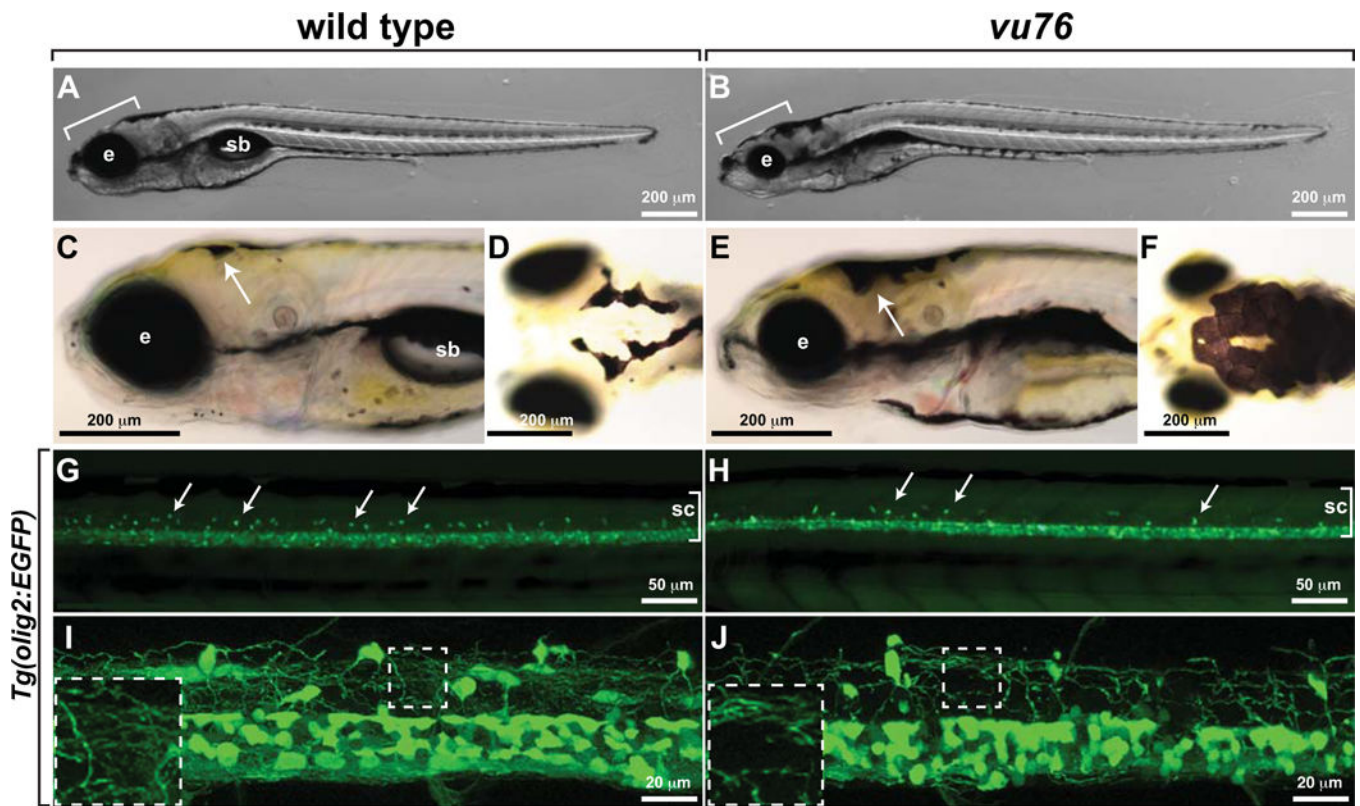 wild type
vu76
A
e
sb
200 μm
B
e
200 μm
C
e
sb
200 μm
D
200 μm
E
e
200 μm
F
200 μm
Tg(olig2:EGFP)
G
sc
50 μm
H
sc
50 μm
I
20 μm
J
20 μm